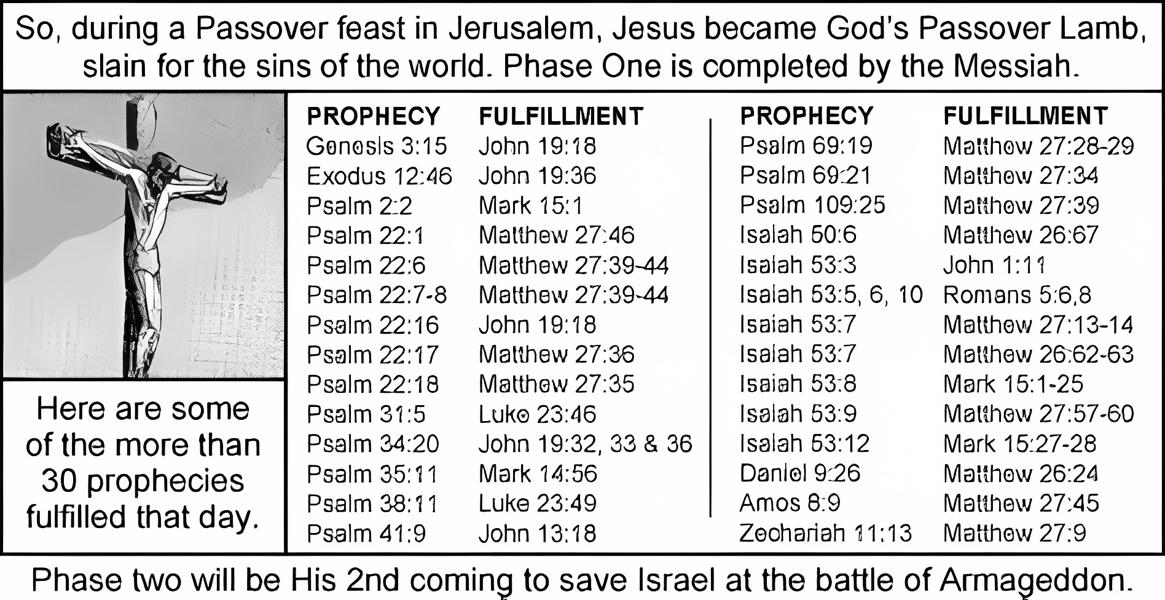 So, during a Passover feast in Jerusalem, Jesus became God's Passover Lamb,
slain for the sins of the world. Phase One is completed by the Messiah.
Here are some
of the more than
30 prophecies
fulfilled that day.
PROPHECY FULFILLMENT
Genesis 3:15 John 19:18
Exodus 12:46 John 19:36
Psalm 2:2 Mark 15:1
Psalm 22:1 Matthew 27:46
Psalm 22:6 Matthew 27:39-44
Psalm 22:7-8 Matthew 27:39-44
Psalm 22:16 John 19:18
Psalm 22:17 Matthew 27:36
Psalm 22:18 Matthew 27:35
Psalm 31:5 Luke 23:46
Psalm 34:20 John 19:32, 33 & 36
Psalm 35:11 Mark 14:56
Psalm 38:11 Luke 23:49
Psalm 41:9 John 13:18
PROPHECY FULFILLMENT
Psalm 69:19 Matthew 27:28-29
Psalm 69:21 Matthew 27:34
Psalm 109:25 Matthew 27:39
Isaiah 50:6 Matthew 26:67
Isaiah 53:3 John 1:11
Isaiah 53:5, 6, 10 Romans 5:6,8
Isaiah 53:7 Matthew 27:13-14
Isaiah 53:7 Matthew 26:62-63
Isaiah 53:8 Mark 15:1-25
Isaiah 53:9 Matthew 27:57-60
Isaiah 53:12 Mark 15:27-28
Daniel 9:26 Matthew 26:24
Amos 8:9 Matthew 27:45
Zechariah 11:13 Matthew 27:9
Phase two will be His 2nd coming to save Israel at the battle of Armageddon.